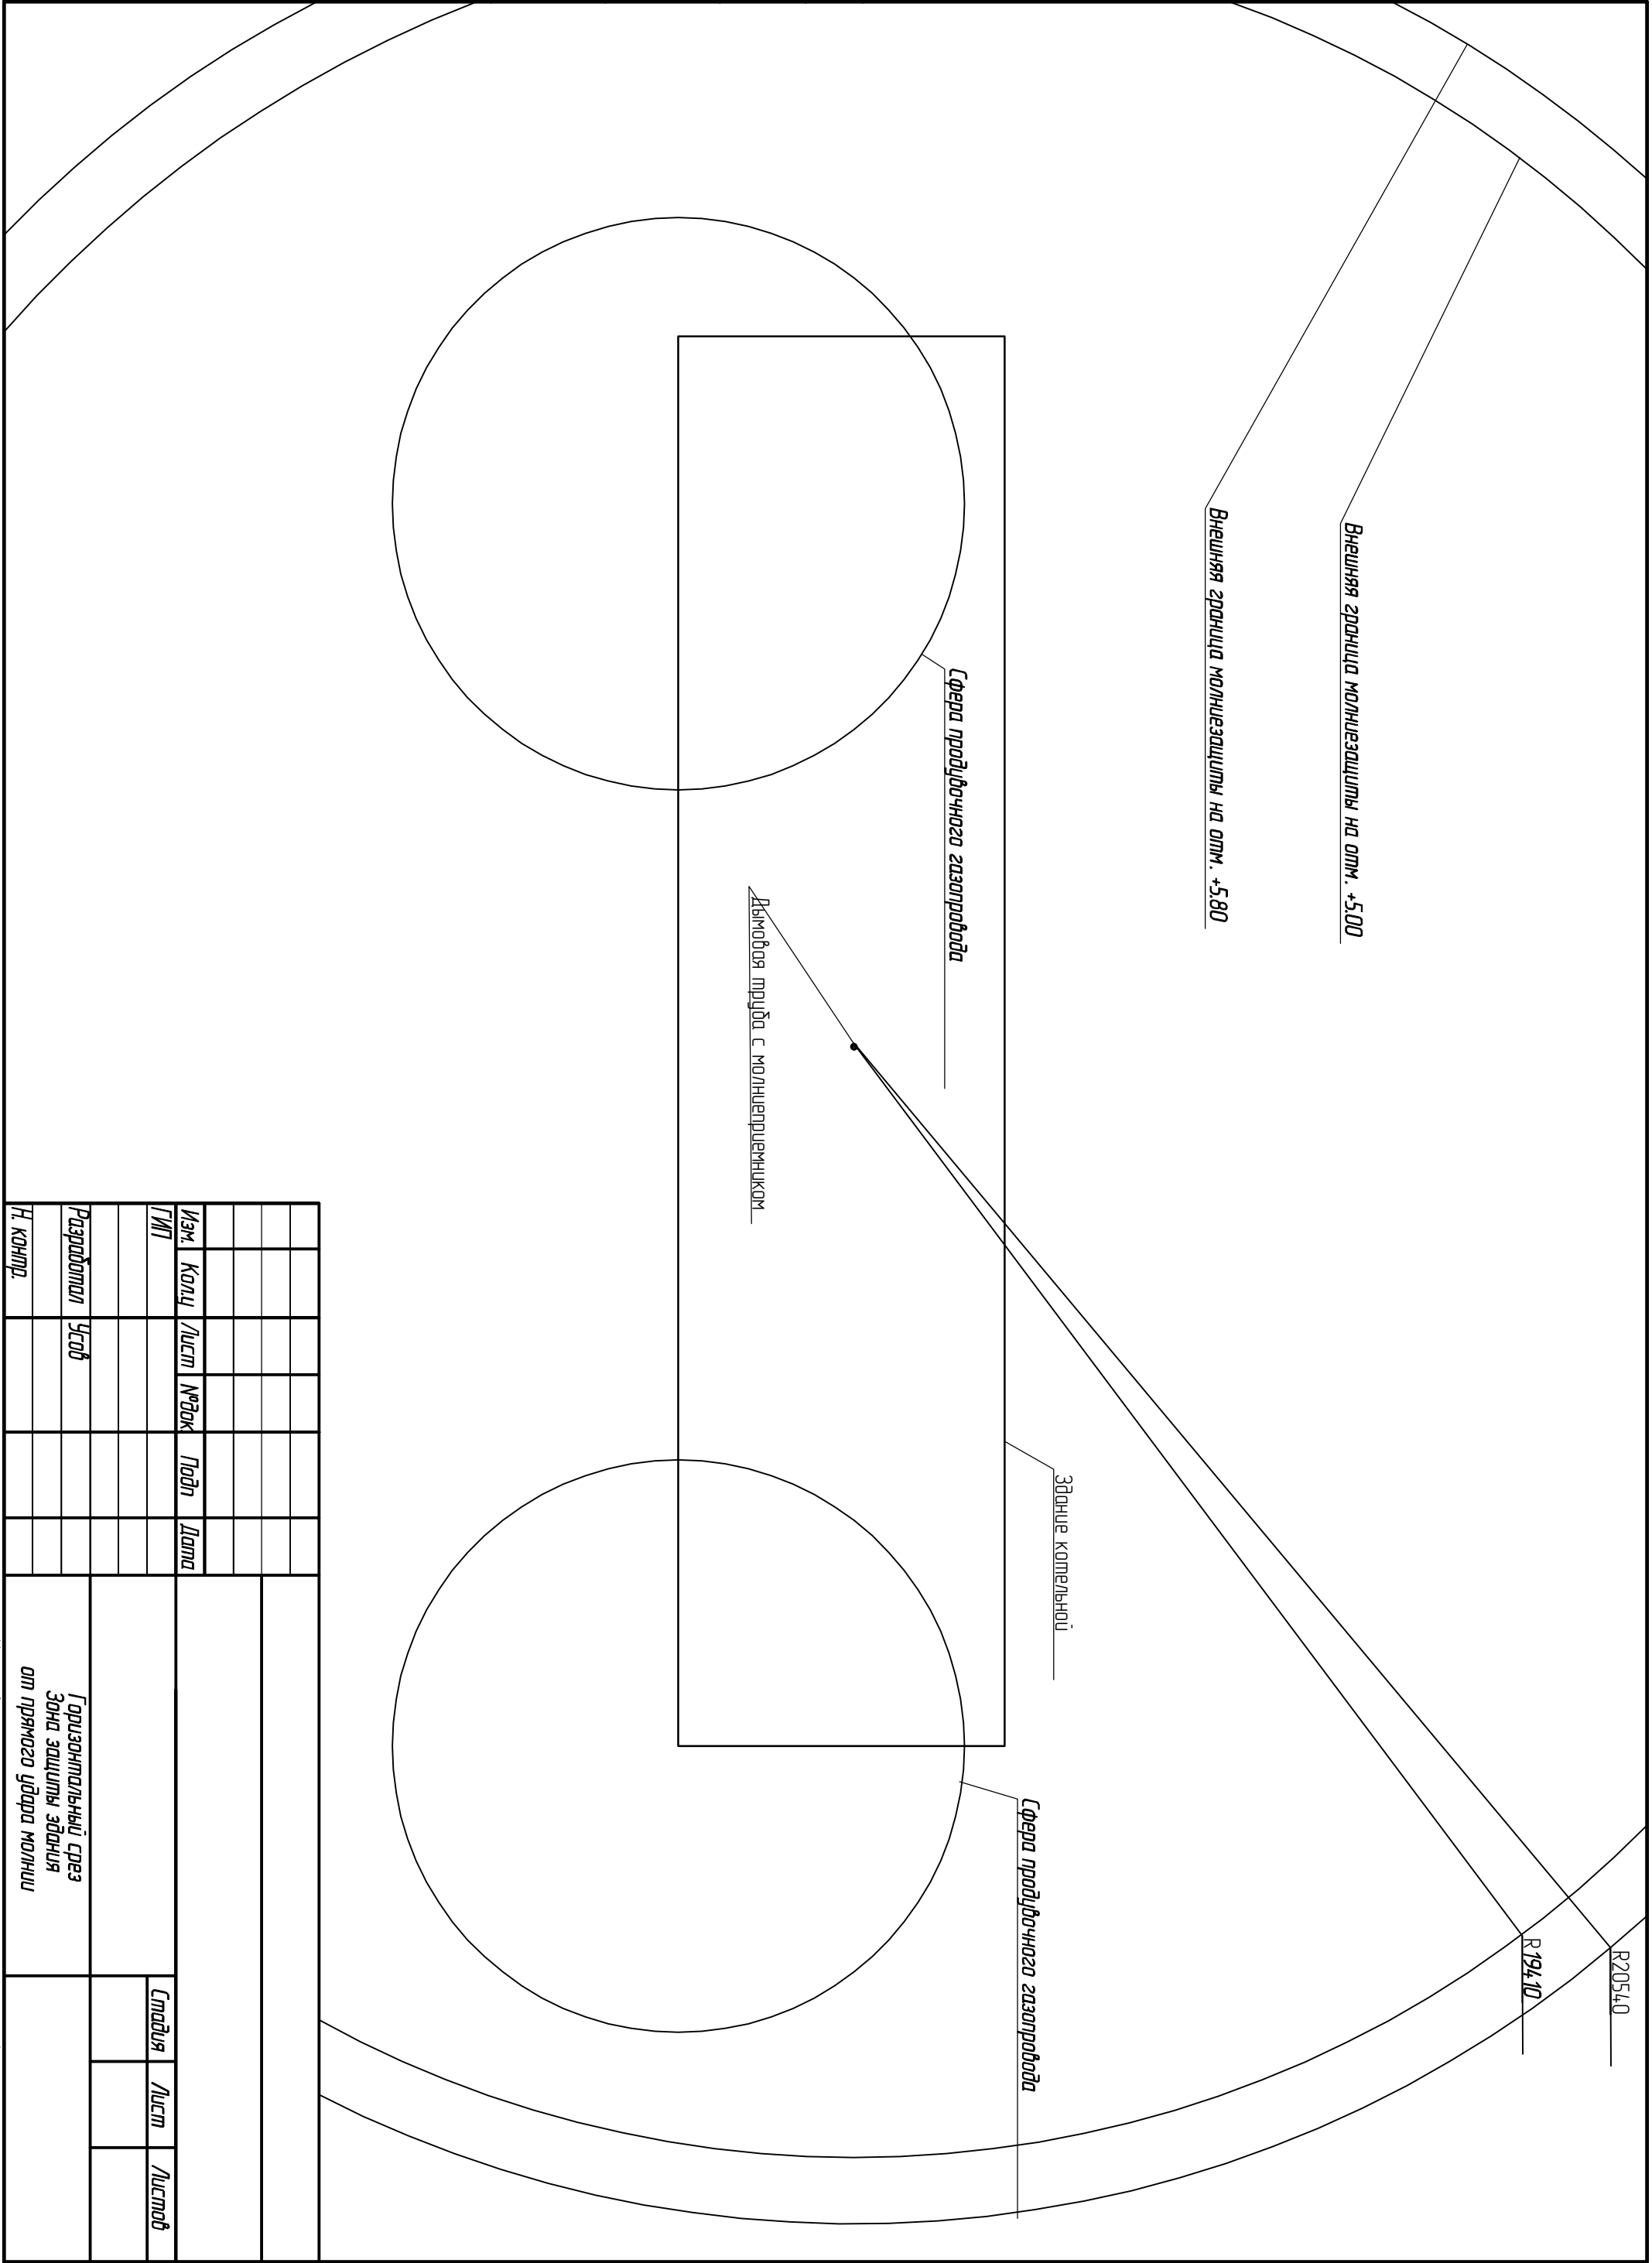 Внешняя граница молниезащиты на отм. +5.00
Внешняя граница молниезащиты на отм. +5.80
Здание котельной
Сфера продувочного газопровода
Сфера продувочного газопровода
Дымовая труба с молниеприемником
R20540
R19410
Изм. Кол.ч Лист №док. Подп Дата
ГИП
Разработал Усов
Н. контр.
Стадия Лист Листов
Горизонтальный срез
Зона защиты здания
от прямого удара молнии